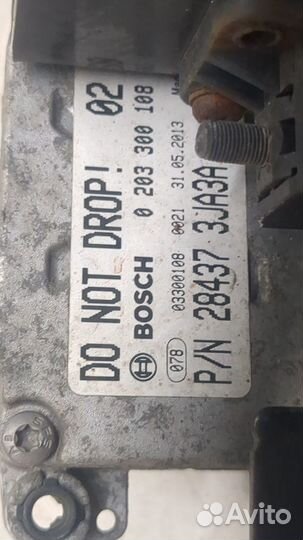 DO NOT DROP! 02
BOSCH 0 203 300 108
03300108 0021 31.05.2013
078 P/N 28437 3JA3A
Avito